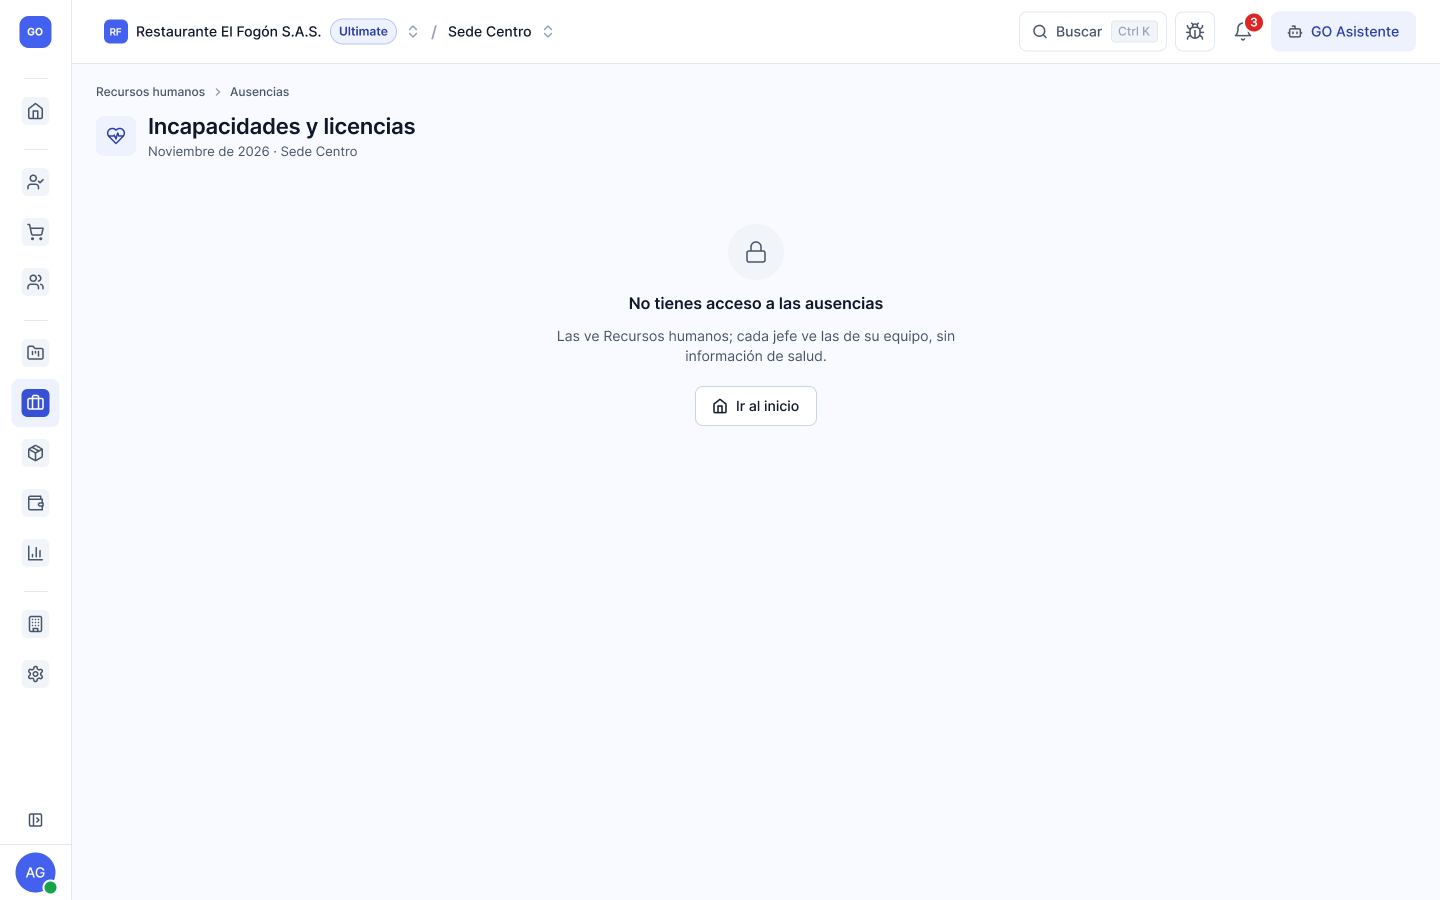 GO
RF
Restaurante El Fogón S.A.S.
Ultimate
/
Sede Centro
Buscar
Ctrl K
3
GO Asistente
Recursos humanos
Ausencias
Incapacidades y licencias
Noviembre de 2026 · Sede Centro
No tienes acceso a las ausencias
Las ve Recursos humanos; cada jefe ve las de su equipo, sin
información de salud.
Ir al inicio
AG